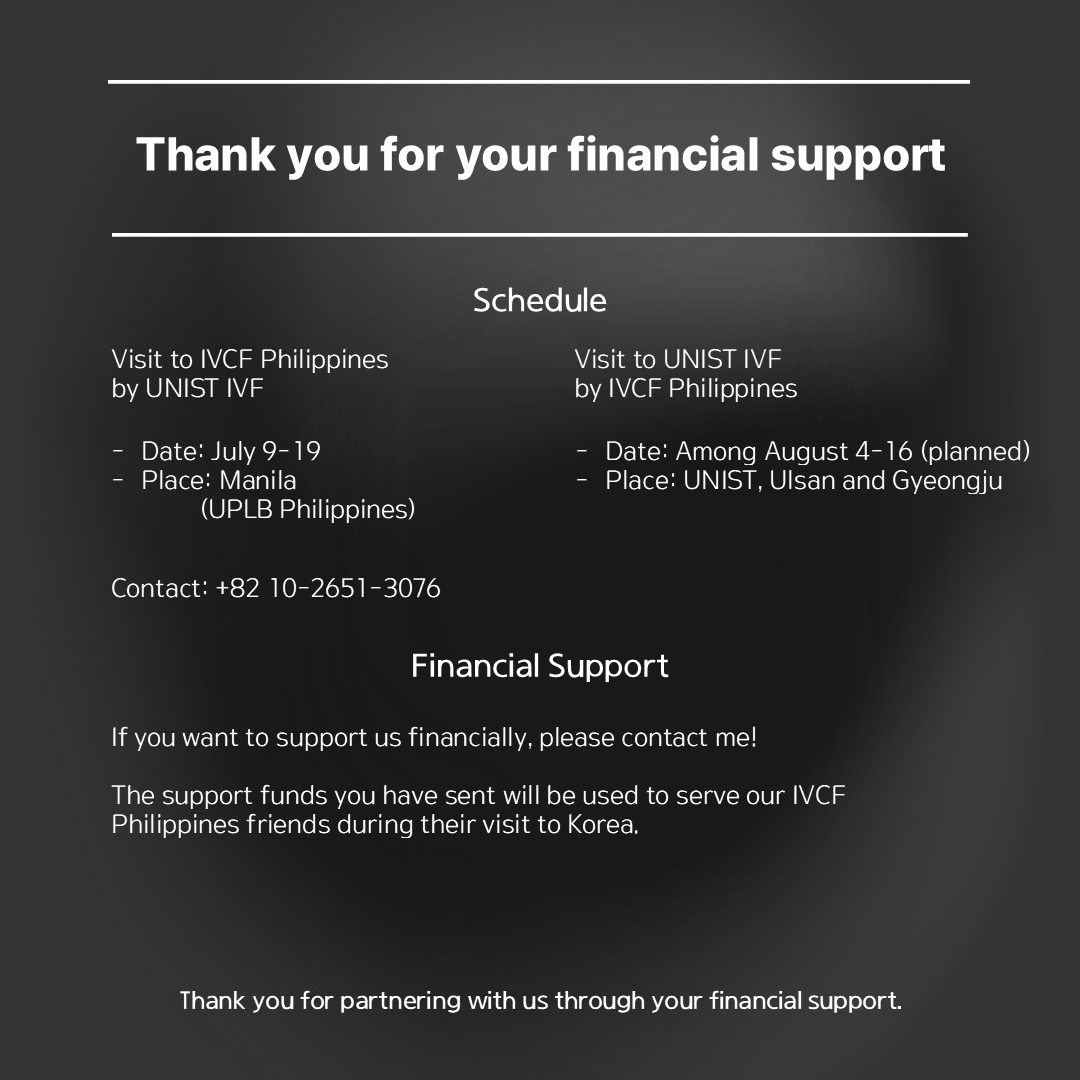 Thank you for your financial support
Schedule
Visit to IVCF Philippines
by UNIST IVF
- Date: July 9-19
- Place: Manila
(UPLB Philippines)
Visit to UNIST IVF
by IVCF Philippines
- Date: Among August 4-16 (planned)
- Place: UNIST, Ulsan and Gyeongju
Contact: +82 10-2651-3076
Financial Support
If you want to support us financially, please contact me!
The support funds you have sent will be used to serve our IVCF
Philippines friends during their visit to Korea.
Thank you for partnering with us through your financial support.